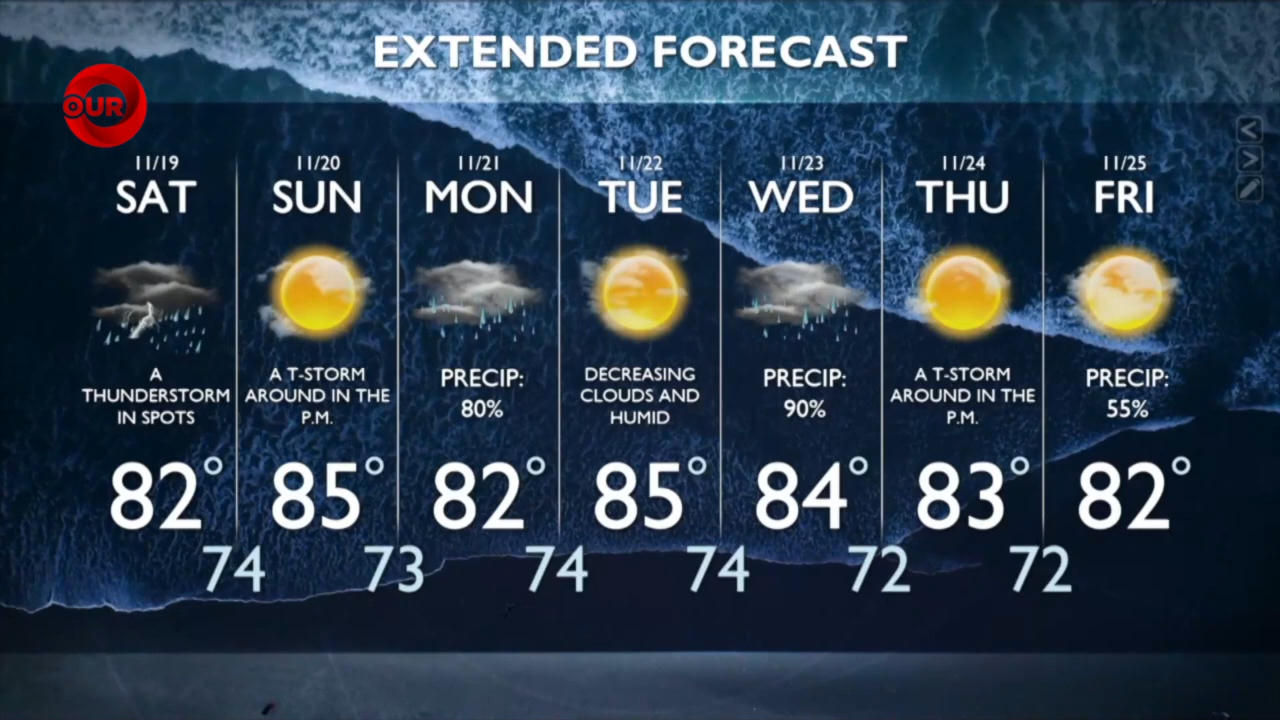 EXTENDED FORECAST
OUR
11/19
SAT
A
THUNDERSTORM
IN SPOTS
82°
11/20
SUN
A T-STORM
AROUND IN THE
P.M.
85°
11/21
MON
PRECIP:
80%
82°
11/22
TUE
DECREASING
CLOUDS AND
HUMID
85°
11/23
WED
PRECIP:
90%
84°
11/24
THU
A T-STORM
AROUND IN THE
P.M.
83°
11/25
FRI
PRECIP:
55%
82°
74
73
74
74
72
72